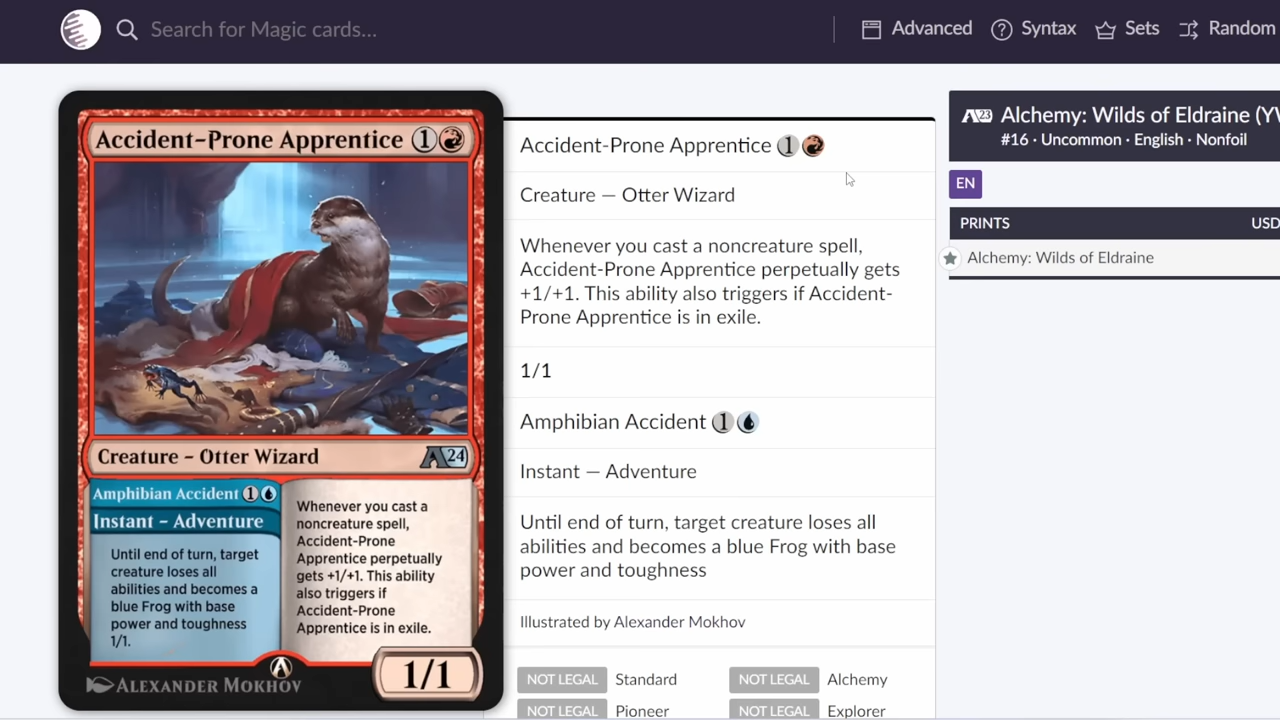 Search for Magic cards...
Advanced
Syntax
Sets
Random
Accident-Prone Apprentice 1
Creature – Otter Wizard
A24
Amphibian Accident 1
Instant – Adventure
Until end of turn, target
creature loses all
abilities and becomes a
blue Frog with base
power and toughness
1/1.
Whenever you cast a
noncreature spell,
Accident-Prone
Apprentice perpetually
gets +1/+1. This ability
also triggers if
Accident-Prone
Apprentice is in exile.
ALEXANDER MOKHOV
1/1
Accident-Prone Apprentice 1
Creature — Otter Wizard
Whenever you cast a noncreature spell,
Accident-Prone Apprentice perpetually gets
+1/+1. This ability also triggers if Accident-
Prone Apprentice is in exile.
1/1
Amphibian Accident 1
Instant — Adventure
Until end of turn, target creature loses all
abilities and becomes a blue Frog with base
power and toughness
Illustrated by Alexander Mokhov
NOT LEGAL Standard
NOT LEGAL Alchemy
NOT LEGAL Pioneer
NOT LEGAL Explorer
A23 Alchemy: Wilds of Eldraine (YW
#16 · Uncommon · English · Nonfoil
EN
PRINTS USD
Alchemy: Wilds of Eldraine